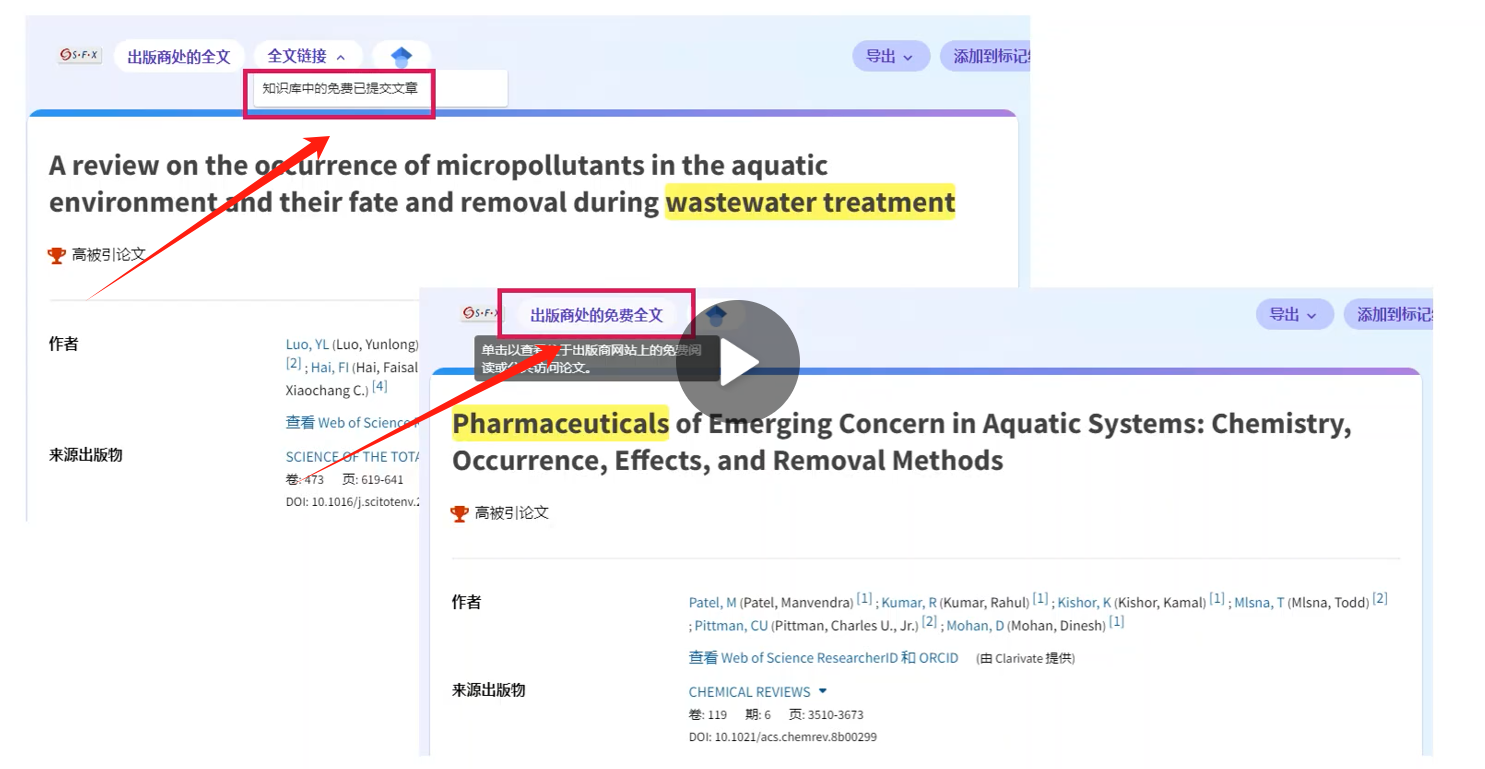 S·F·X 出版商处的全文 全文链接 导出 添加到标记
知识库中的免费已提交文章
A review on the occurrence of micropollutants in the aquatic
environment and their fate and removal during wastewater treatment
高被引论文
作者
Luo, YL (Luo, Yunlong)
[2] ; Hai, FI (Hai, Faisal
Xiaochang C.) [4]
查看 Web of Science
来源出版物
SCIENCE OF THE TOTA
卷: 473 页: 619-641
DOI: 10.1016/j.scitotenv.2
S·F·X 出版商处的免费全文 导出 添加到标记
单击以查看 于出版商网站上的免费阅
读或 访问论文。
Pharmaceuticals of Emerging Concern in Aquatic Systems: Chemistry,
Occurrence, Effects, and Removal Methods
高被引论文
作者
Patel, M (Patel, Manvendra) [1] ; Kumar, R (Kumar, Rahul) [1] ; Kishor, K (Kishor, Kamal) [1] ; Mlsna, T (Mlsna, Todd) [2]
; Pittman, CU (Pittman, Charles U., Jr.) [2] ; Mohan, D (Mohan, Dinesh) [1]
查看 Web of Science ResearcherID 和 ORCID (由 Clarivate 提供)
来源出版物
CHEMICAL REVIEWS
卷: 119 期: 6 页: 3510-3673
DOI: 10.1021/acs.chemrev.8b00299